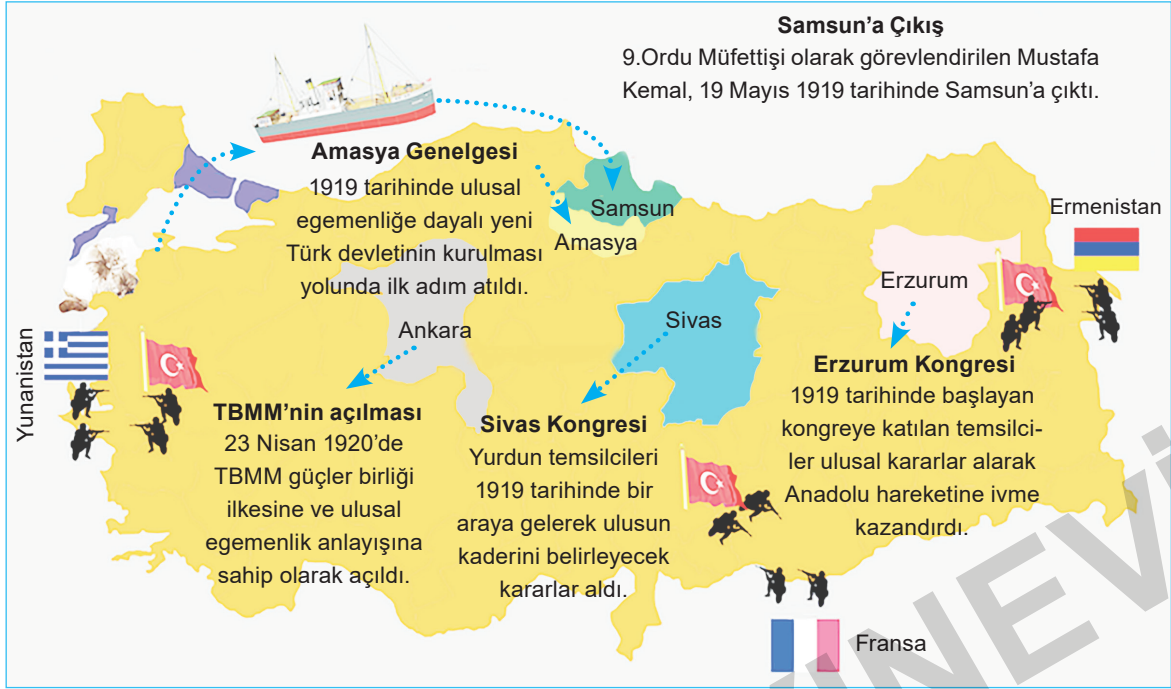 Samsun’a Çıkış
9.Ordu Müfettişi olarak görevlendirilen Mustafa
Kemal, 19 Mayıs 1919 tarihinde Samsun’a çıktı.
Amasya Genelgesi
1919 tarihinde ulusal
egemenliğe dayalı yeni
Türk devletinin kurulması
yolunda ilk adım atıldı.
Samsun
Amasya
Ermenistan
Erzurum
Sivas
Ankara
Yunanistan
Erzurum Kongresi
1919 tarihinde başlayan
kongreye katılan temsilci-
ler ulusal kararlar alarak
Anadolu hareketine ivme
kazandırdı.
TBMM’nin açılması
23 Nisan 1920’de
TBMM güçler birliği
ilkesine ve ulusal
egemenlik anlayışına
sahip olarak açıldı.
Sivas Kongresi
Yurdun temsilcileri
1919 tarihinde bir
araya gelerek ulusun
kaderini belirleyecek
kararlar aldı.
Fransa